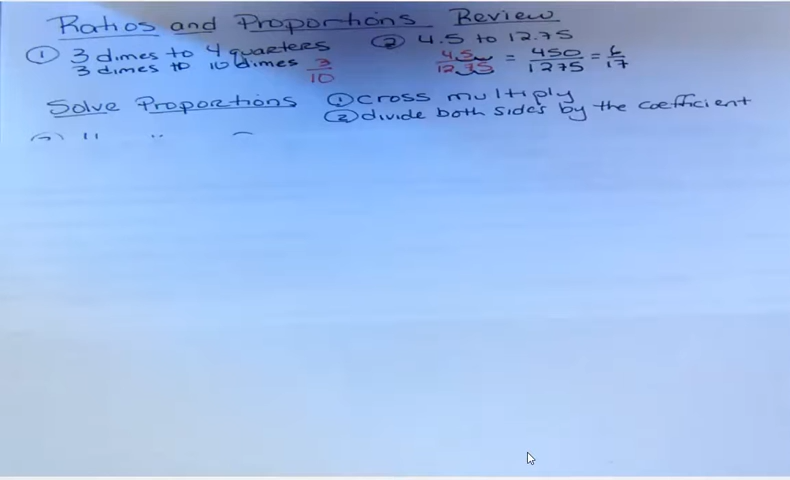 Ratios and Proportions Review
① 3 dimes to 4 quarters
3 dimes to 10 dimes 3/10
② 4.5 to 12.75
4.5/12.75 = 450/1275 = 6/17
Solve Proportions
① cross multiply
② divide both sides by the coefficient